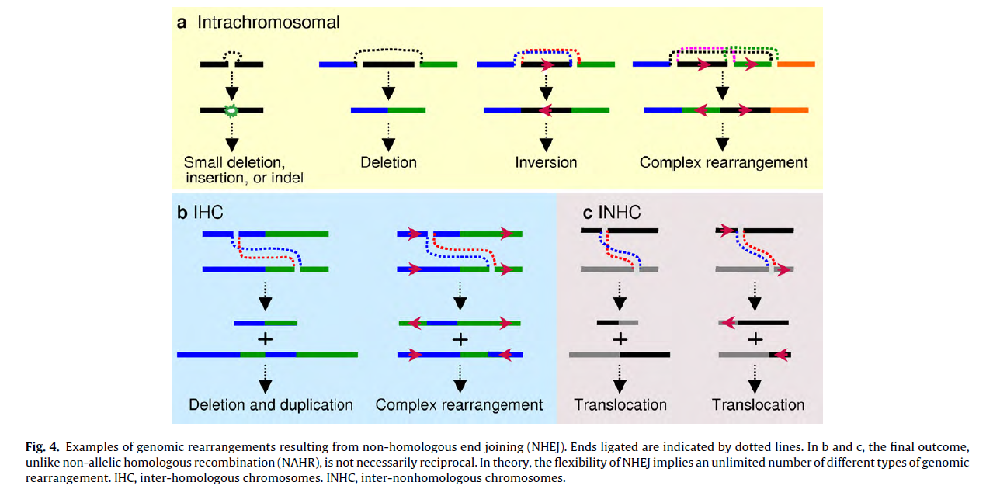 a Intrachromosomal
Small deletion,
insertion, or indel
Deletion
Inversion
Complex rearrangement
b IHC
c INHC
+
+
+
+
Deletion and duplication
Complex rearrangement
Translocation
Translocation
Fig. 4. Examples of genomic rearrangements resulting from non-homologous end joining (NHEJ). Ends ligated are indicated by dotted lines. In b and c, the final outcome,
unlike non-allelic homologous recombination (NAHR), is not necessarily reciprocal. In theory, the flexibility of NHEJ implies an unlimited number of different types of genomic
rearrangement. IHC, inter-homologous chromosomes. INHC, inter-nonhomologous chromosomes.